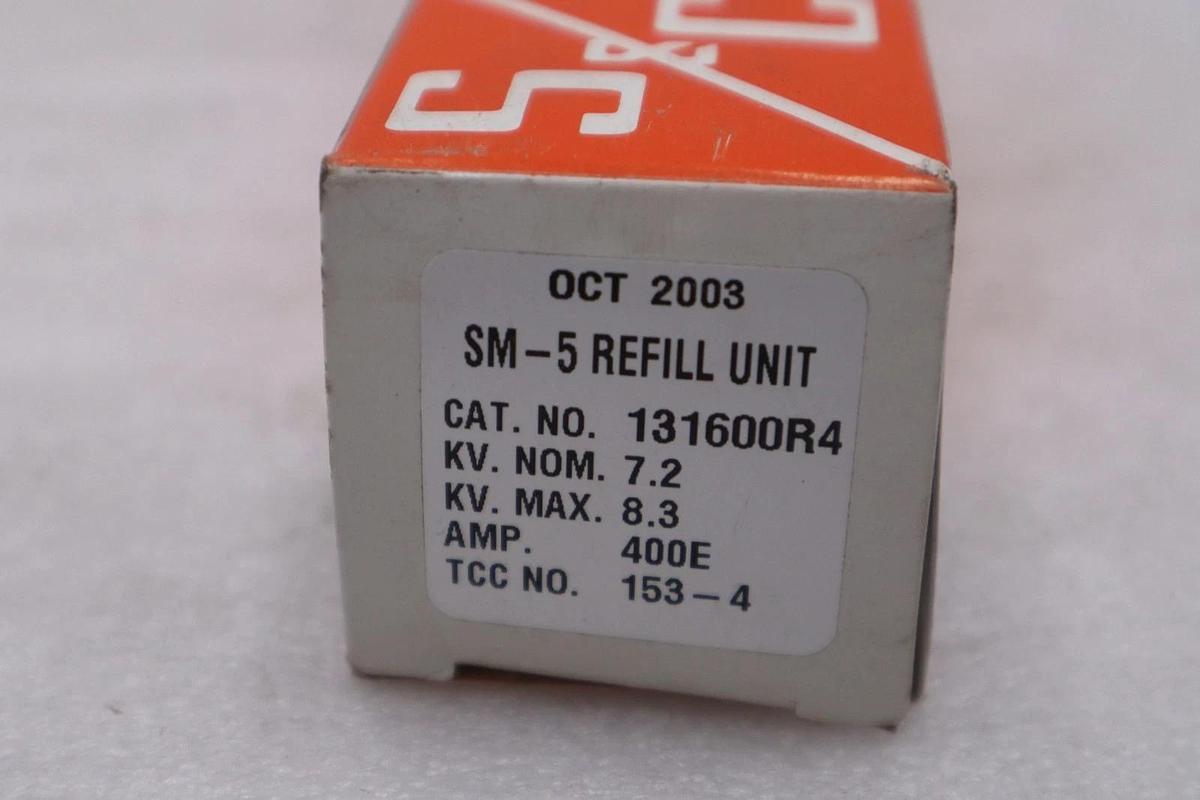 S&C
OCT 2003
SM-5 REFILL UNIT
CAT. NO. 131600R4
KV. NOM. 7.2
KV. MAX. 8.3
AMP. 400E
TCC NO. 153-4